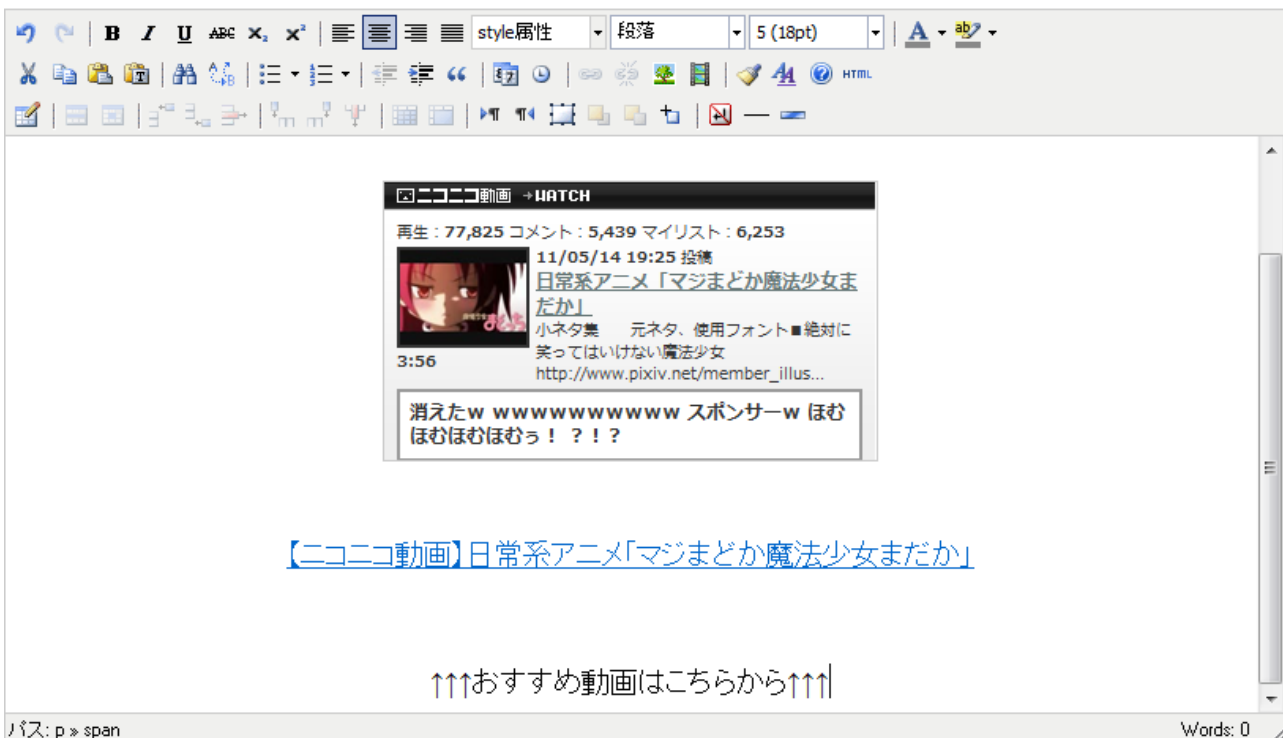 B I U ABC X₂ X² style属性 段落 5 (18pt) A ab
HTML
ニコニコ動画 →WATCH
再生：77,825 コメント：5,439 マイリスト：6,253
11/05/14 19:25 投稿
日常系アニメ「マジまどか魔法少女ま
だか」
小ネタ集　　元ネタ、使用フォント■絶対に
笑ってはいけない魔法少女
3:56
http://www.pixiv.net/member_illus...
消えたw wwwwwwwwww スポンサーw ほむ
ほむほむほむぅ！ ？！？
【ニコニコ動画】日常系アニメ「マジまどか魔法少女まだか」
↑↑↑おすすめ動画はこちらから↑↑↑
パス: p » span Words: 0